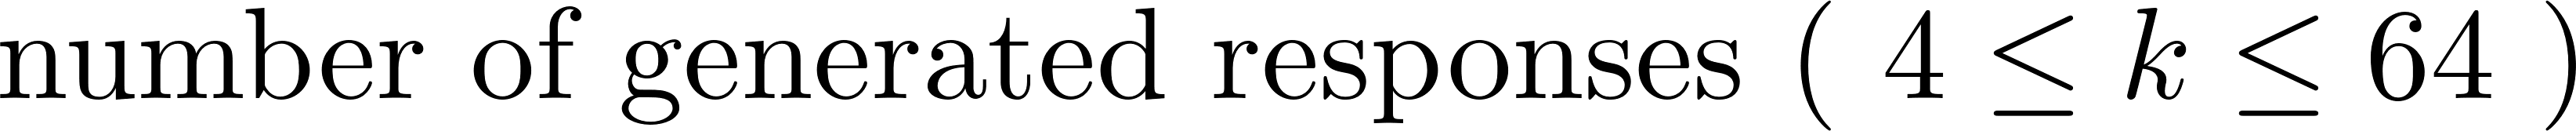 number of generated responses ( 4 ≤ k ≤ 64 )